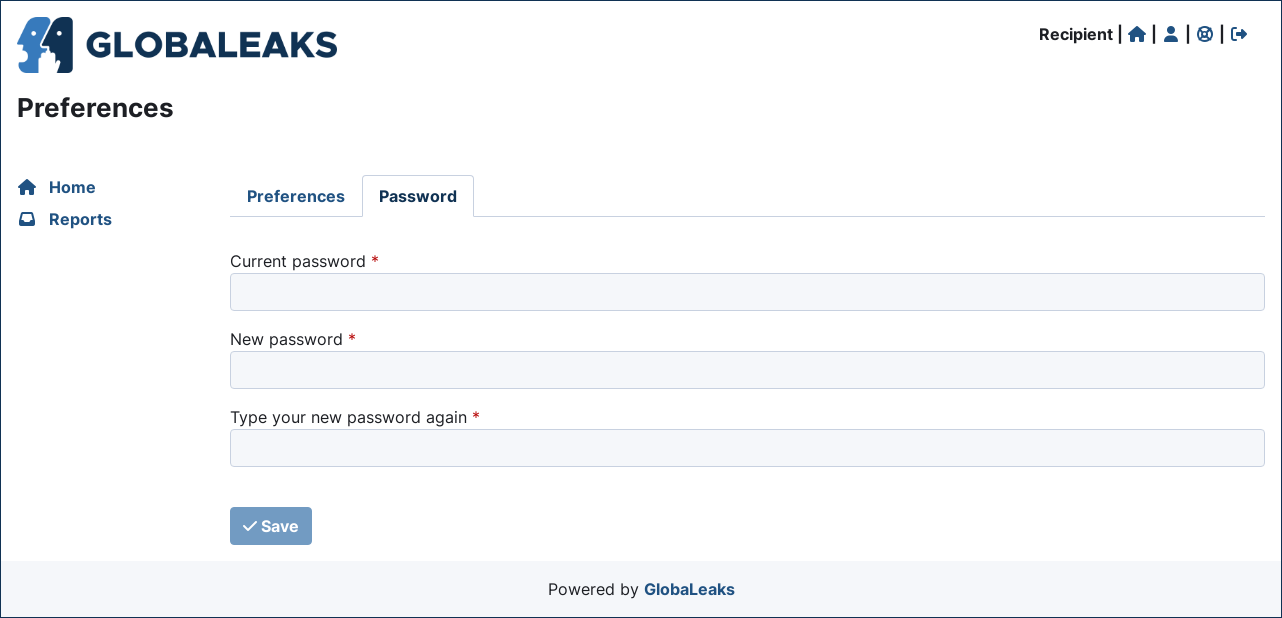 GLOBALEAKS
Recipient | | | |
Preferences
Home
Reports
Preferences Password
Current password *
New password *
Type your new password again *
Save
Powered by GlobaLeaks